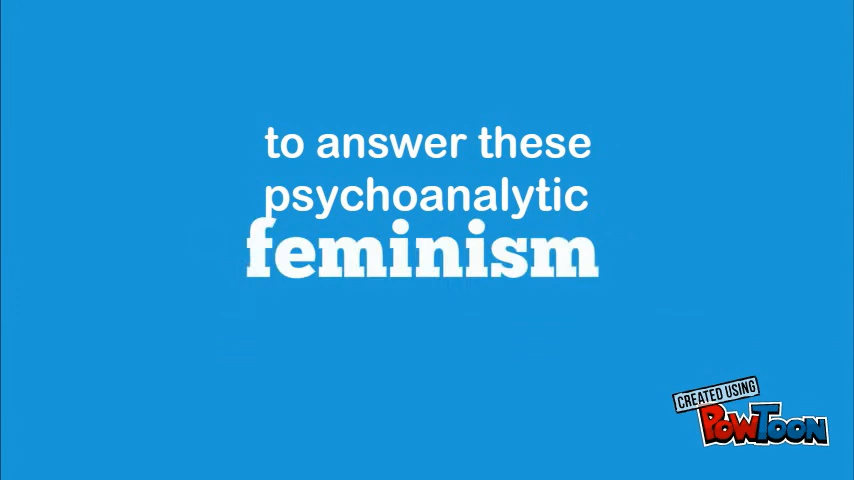 to answer these
psychoanalytic
feminism
CREATED USING
POWTOON